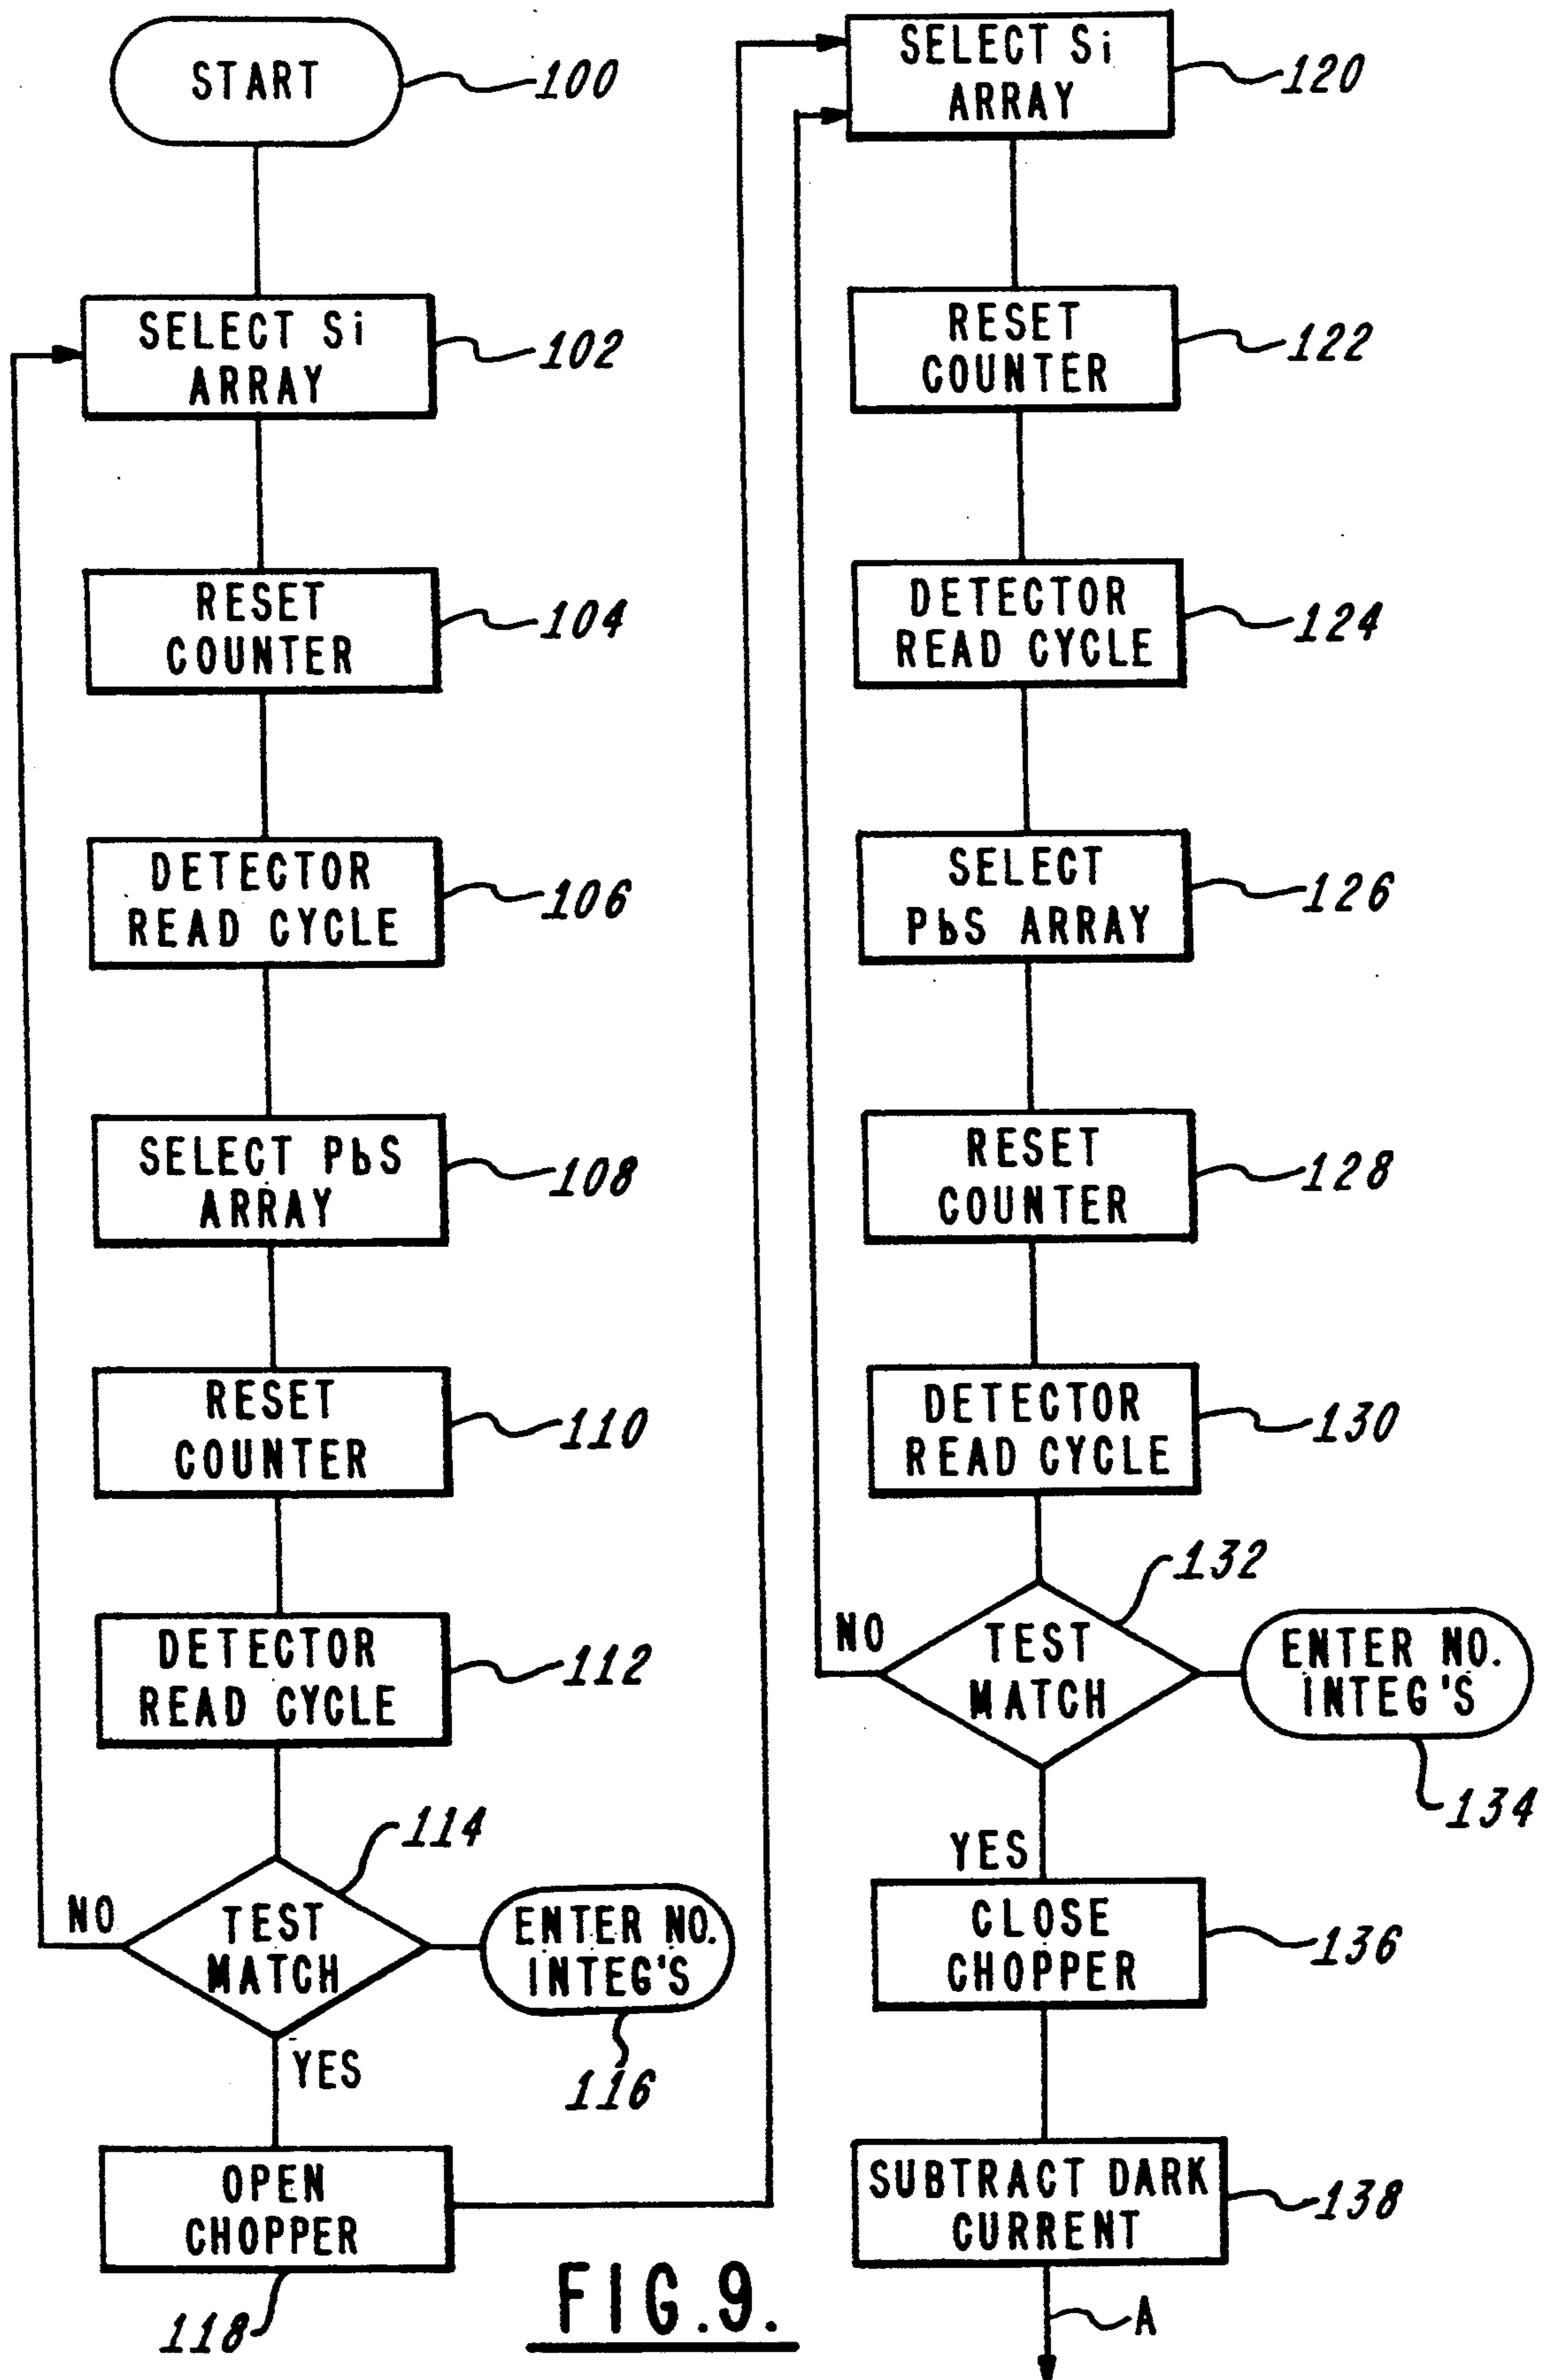 START
100
SELECT Si
ARRAY
102
RESET
COUNTER
104
DETECTOR
READ CYCLE
106
SELECT PbS
ARRAY
108
RESET
COUNTER
110
DETECTOR
READ CYCLE
112
114
NO
TEST
MATCH
ENTER NO.
INTEG'S
116
YES
OPEN
CHOPPER
118
SELECT Si
ARRAY
120
RESET
COUNTER
122
DETECTOR
READ CYCLE
124
SELECT
PbS ARRAY
126
RESET
COUNTER
128
DETECTOR
READ CYCLE
130
132
NO
TEST
MATCH
ENTER NO.
INTEG'S
134
YES
CLOSE
CHOPPER
136
SUBTRACT DARK
CURRENT
138
A
FIG.9.